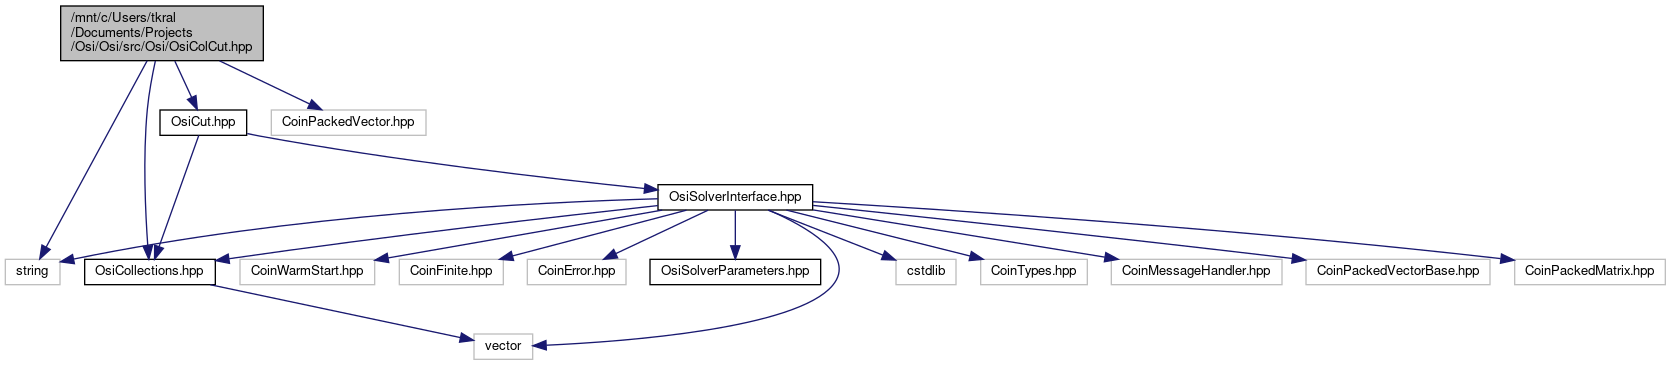 /mnt/c/Users/tkral
/Documents/Projects
/Osi/Osi/src/Osi/OsiColCut.hpp
OsiCut.hpp
CoinPackedVector.hpp
OsiSolverInterface.hpp
string
OsiCollections.hpp
CoinWarmStart.hpp
CoinFinite.hpp
CoinError.hpp
OsiSolverParameters.hpp
cstdlib
CoinTypes.hpp
CoinMessageHandler.hpp
CoinPackedVectorBase.hpp
CoinPackedMatrix.hpp
vector